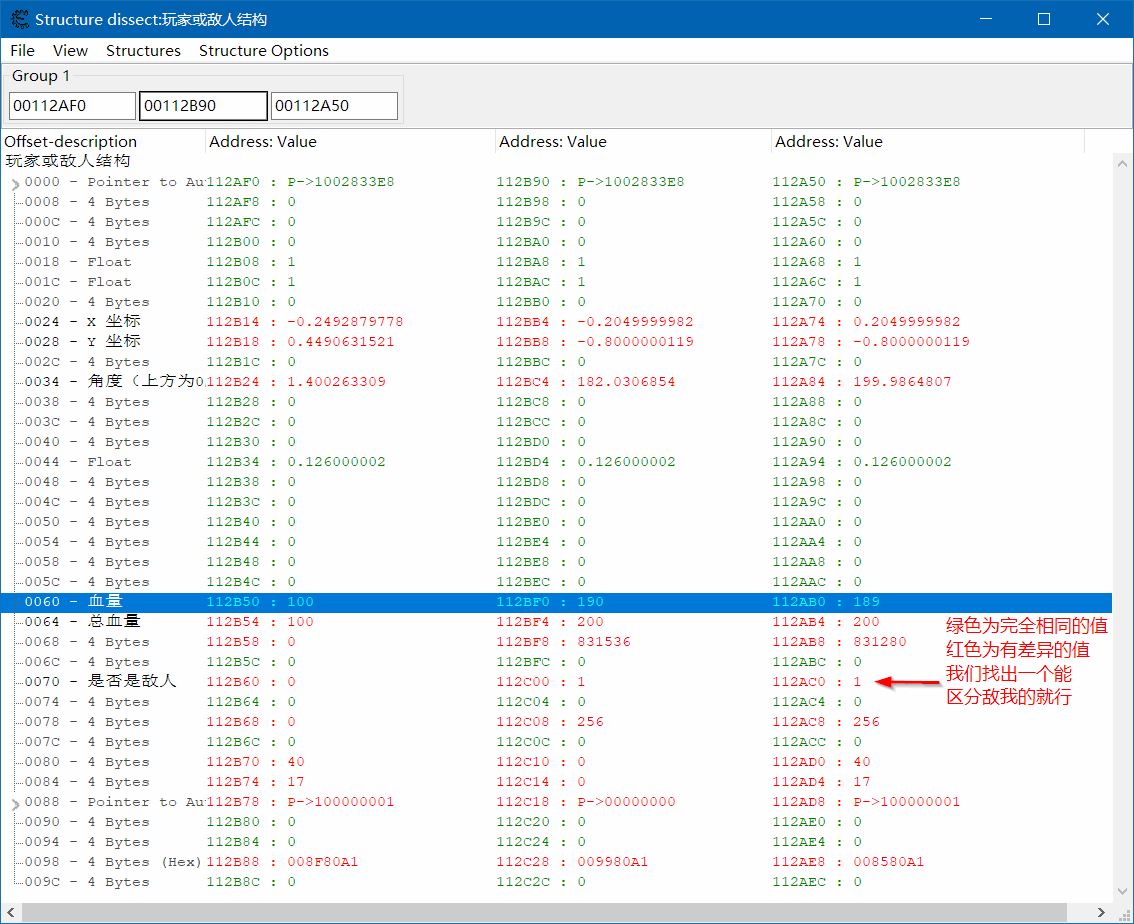 Structure dissect:玩家或敌人结构
File View Structures Structure Options
Group 1
00112AF0 00112B90 00112A50
Offset-description Address: Value Address: Value Address: Value
玩家或敌人结构
0000 - Pointer to Au 112AF0 : P->1002833E8 112B90 : P->1002833E8 112A50 : P->1002833E8
0008 - 4 Bytes 112AF8 : 0 112B98 : 0 112A58 : 0
000C - 4 Bytes 112AFC : 0 112B9C : 0 112A5C : 0
0010 - 4 Bytes 112B00 : 0 112BA0 : 0 112A60 : 0
0018 - Float 112B08 : 1 112BA8 : 1 112A68 : 1
001C - Float 112B0C : 1 112BAC : 1 112A6C : 1
0020 - 4 Bytes 112B10 : 0 112BB0 : 0 112A70 : 0
0024 - X 坐标 112B14 : -0.2492879778 112BB4 : -0.2049999982 112A74 : 0.2049999982
0028 - Y 坐标 112B18 : 0.4490631521 112BB8 : -0.8000000119 112A78 : -0.8000000119
002C - 4 Bytes 112B1C : 0 112BBC : 0 112A7C : 0
0034 - 角度（上方为0. 112B24 : 1.400263309 112BC4 : 182.0306854 112A84 : 199.9864807
0038 - 4 Bytes 112B28 : 0 112BC8 : 0 112A88 : 0
003C - 4 Bytes 112B2C : 0 112BCC : 0 112A8C : 0
0040 - 4 Bytes 112B30 : 0 112BD0 : 0 112A90 : 0
0044 - Float 112B34 : 0.126000002 112BD4 : 0.126000002 112A94 : 0.126000002
0048 - 4 Bytes 112B38 : 0 112BD8 : 0 112A98 : 0
004C - 4 Bytes 112B3C : 0 112BDC : 0 112A9C : 0
0050 - 4 Bytes 112B40 : 0 112BE0 : 0 112AA0 : 0
0054 - 4 Bytes 112B44 : 0 112BE4 : 0 112AA4 : 0
0058 - 4 Bytes 112B48 : 0 112BE8 : 0 112AA8 : 0
005C - 4 Bytes 112B4C : 0 112BEC : 0 112AAC : 0
0060 - 血量 112B50 : 100 112BF0 : 190 112AB0 : 189
0064 - 总血量 112B54 : 100 112BF4 : 200 112AB4 : 200
0068 - 4 Bytes 112B58 : 0 112BF8 : 831536 112AB8 : 831280
006C - 4 Bytes 112B5C : 0 112BFC : 0 112ABC : 0
0070 - 是否是敌人 112B60 : 0 112C00 : 1 112AC0 : 1
0074 - 4 Bytes 112B64 : 0 112C04 : 0 112AC4 : 0
0078 - 4 Bytes 112B68 : 0 112C08 : 256 112AC8 : 256
007C - 4 Bytes 112B6C : 0 112C0C : 0 112ACC : 0
0080 - 4 Bytes 112B70 : 40 112C10 : 0 112AD0 : 40
0084 - 4 Bytes 112B74 : 17 112C14 : 0 112AD4 : 17
0088 - Pointer to Au 112B78 : P->100000001 112C18 : P->00000000 112AD8 : P->100000001
0090 - 4 Bytes 112B80 : 0 112C20 : 0 112AE0 : 0
0094 - 4 Bytes 112B84 : 0 112C24 : 0 112AE4 : 0
0098 - 4 Bytes (Hex) 112B88 : 008F80A1 112C28 : 009980A1 112AE8 : 008580A1
009C - 4 Bytes 112B8C : 0 112C2C : 0 112AEC : 0
绿色为完全相同的值
红色为有差异的值
我们找出一个能
区分敌我的就行